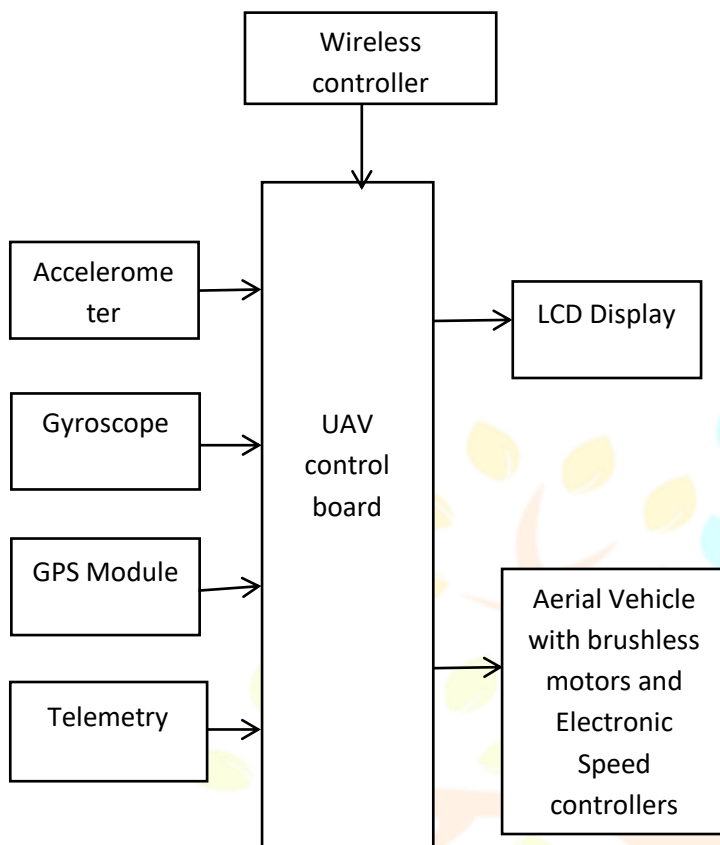 Wireless
controller
Accelerome
ter
Gyroscope
GPS Module
Telemetry
UAV
control
board
LCD Display
Aerial Vehicle
with brushless
motors and
Electronic
Speed
controllers